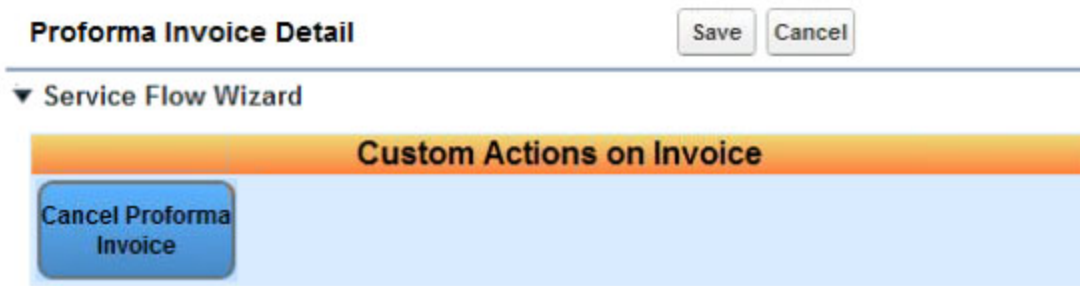 Proforma Invoice Detail Save Cancel
Service Flow Wizard
Custom Actions on Invoice
Cancel Proforma
Invoice